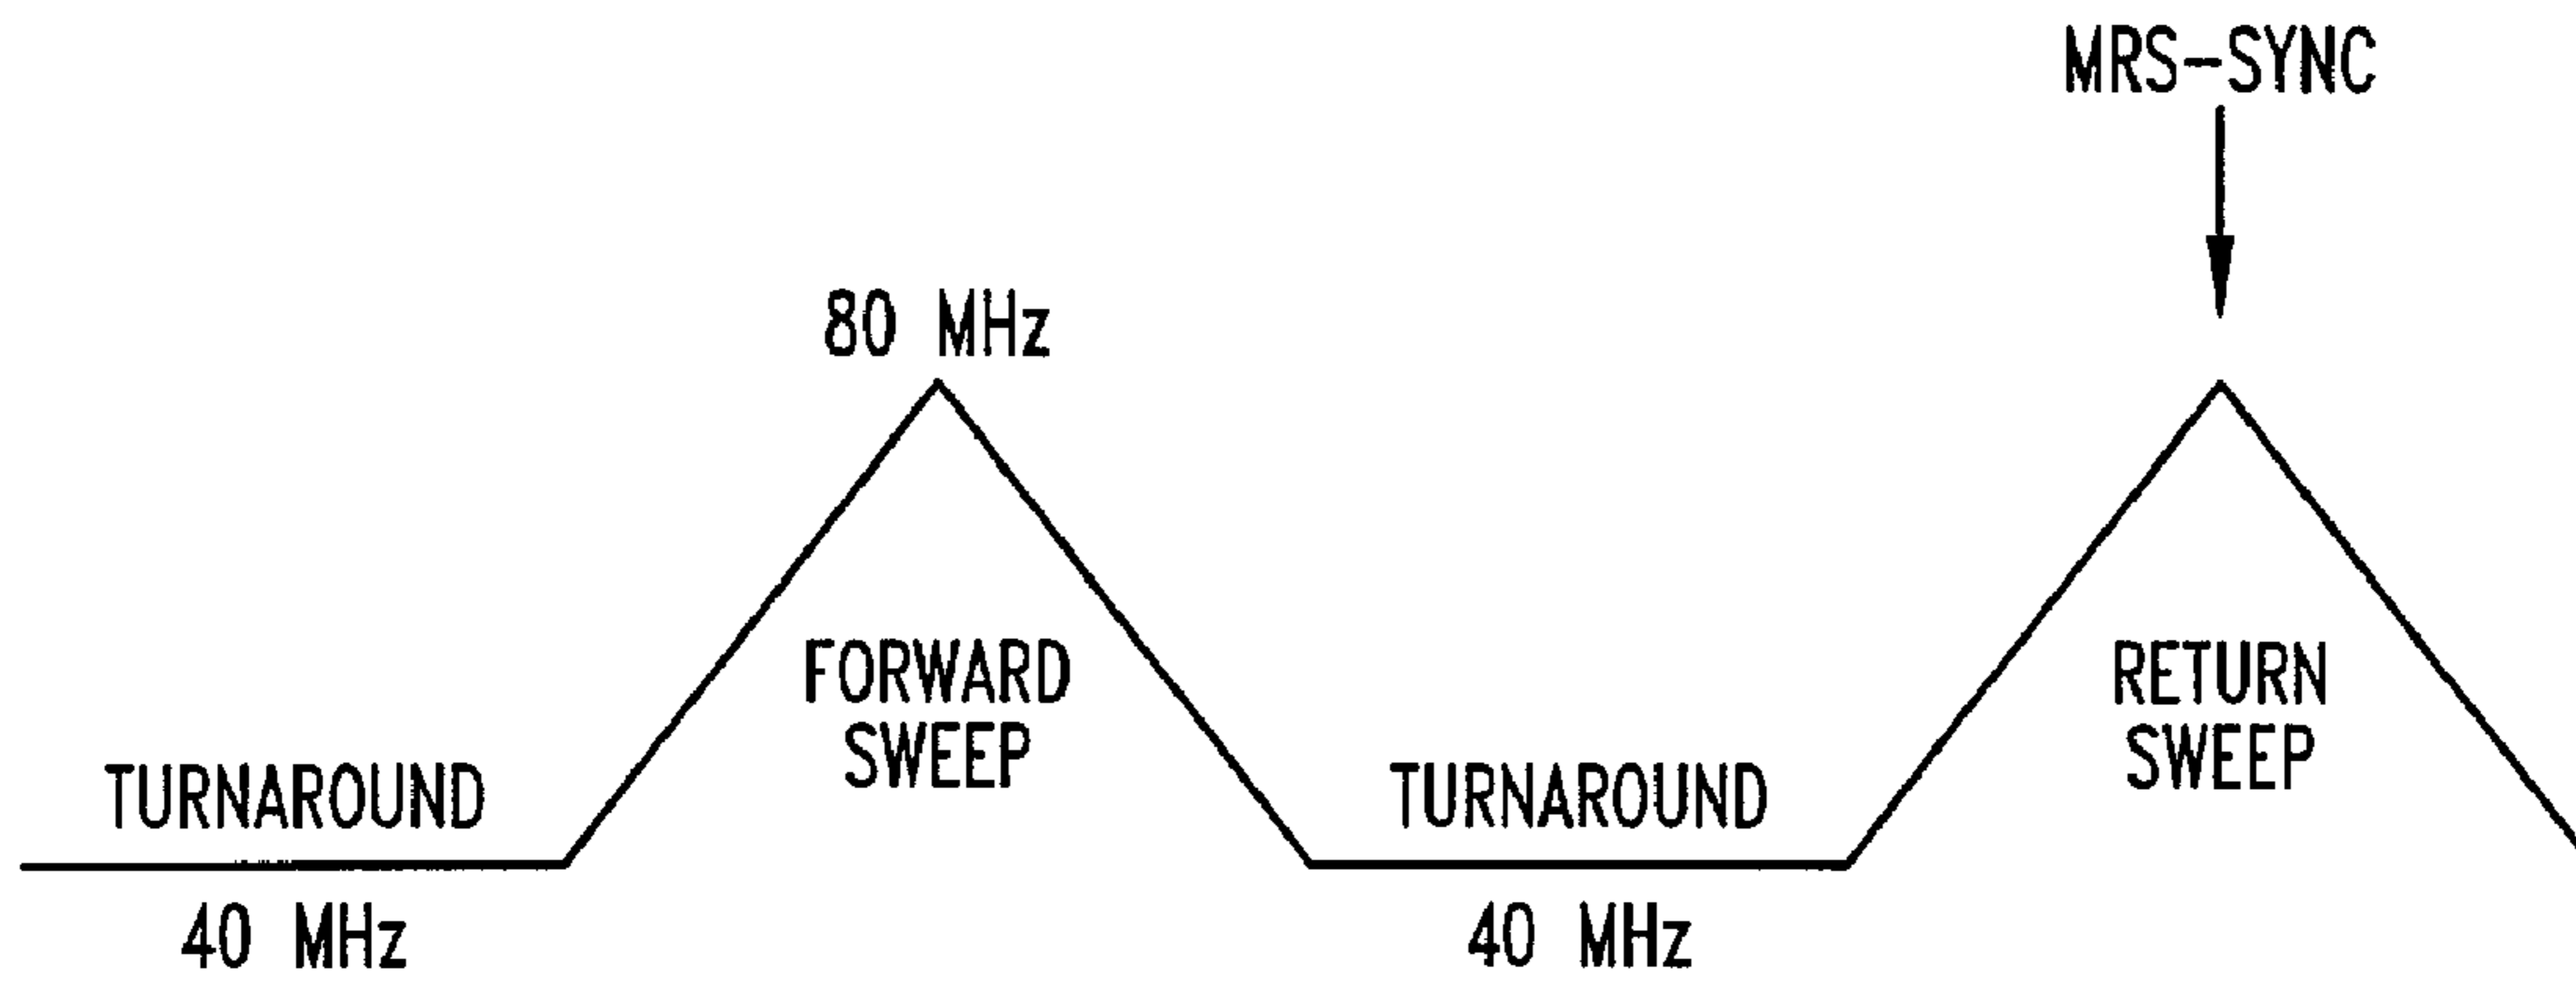 MRS-SYNC
80 MHz
FORWARD
SWEEP
RETURN
SWEEP
TURNAROUND
TURNAROUND
40 MHz
40 MHz